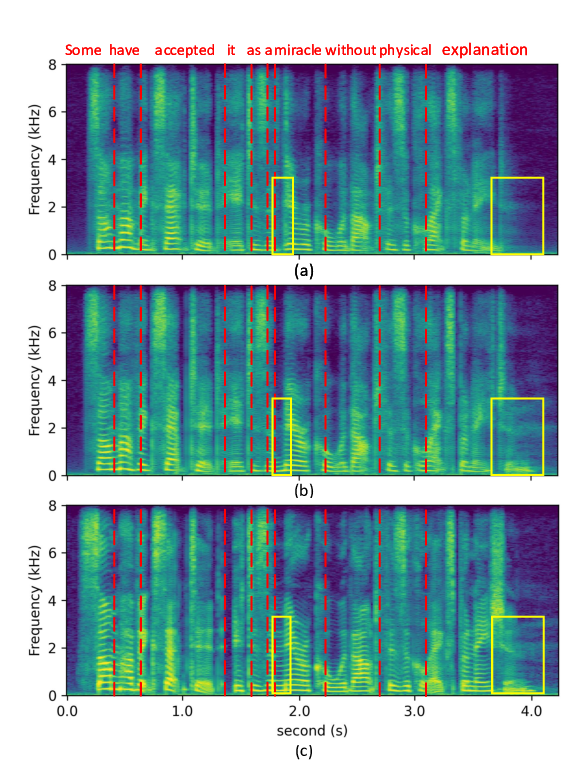 Some have accepted it as a miracle without physical explanation
8
6
4
2
0
Frequency (kHz)
(a)
8
6
4
2
0
Frequency (kHz)
(b)
8
6
4
2
0
Frequency (kHz)
0.0 1.0 2.0 3.0 4.0
second (s)
(c)